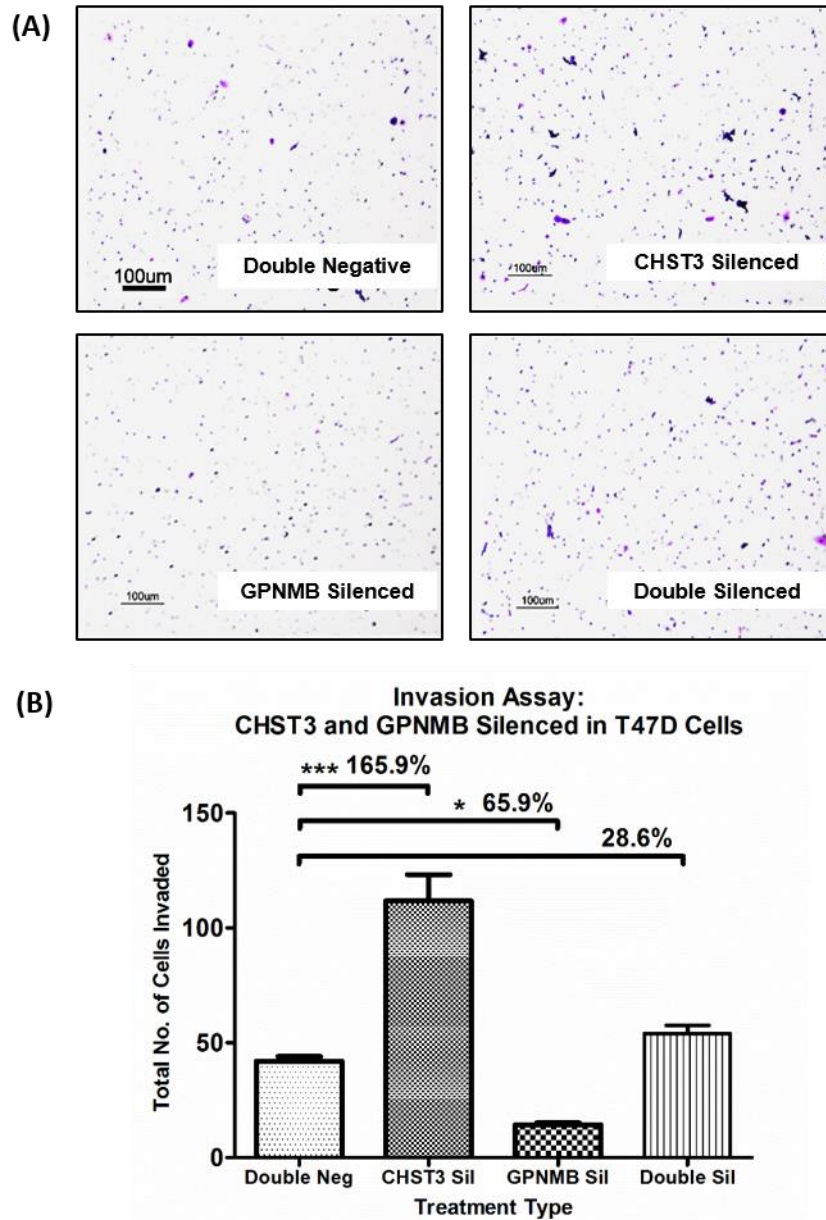 (A)
Double Negative
100um
CHST3 Silenced
100um
GPNMB Silenced
100um
Double Silenced
100um
(B)
Invasion Assay:
CHST3 and GPNMB Silenced in T47D Cells
*** 165.9%
* 65.9%
28.6%
150
100
50
0
Total No. of Cells Invaded
Double Neg CHST3 Sil GPNMB Sil Double Sil
Treatment Type